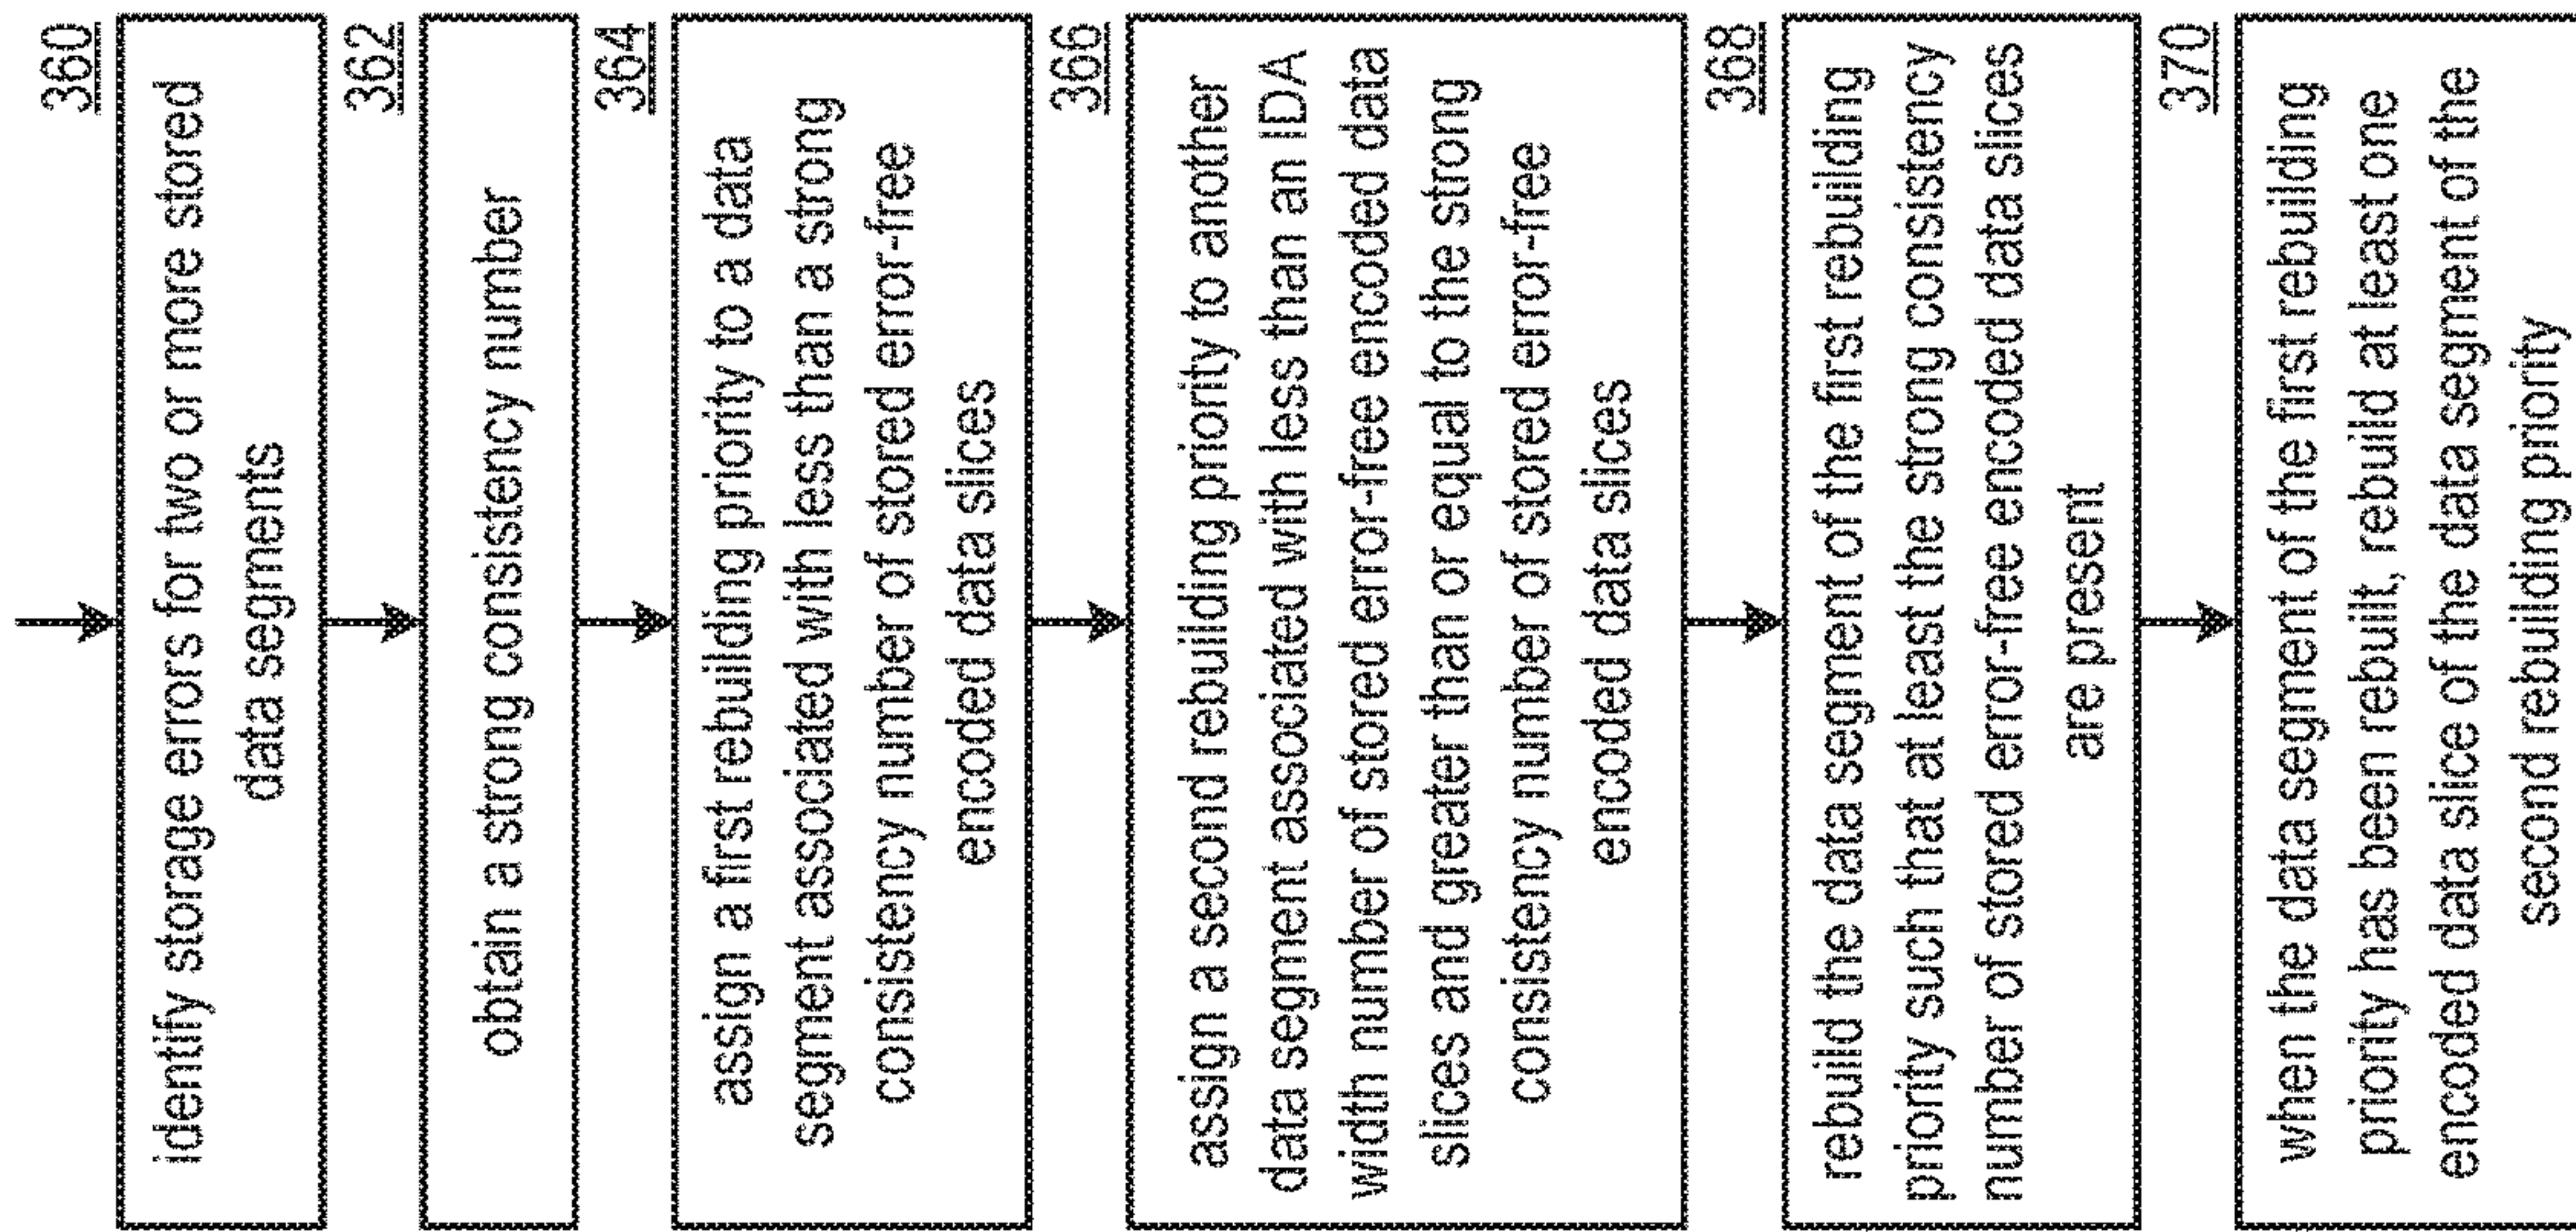 360
identify storage errors for two or more stored
data segments
362
obtain a strong consistency number
364
assign a first rebuilding priority to a data
segment associated with less than a strong
consistency number of stored error-free
encoded data slices
366
assign a second rebuilding priority to another
data segment associated with less than an IDA
width number of stored error-free encoded data
slices and greater than or equal to the strong
consistency number of stored error-free
encoded data slices
368
rebuild the data segment of the first rebuilding
priority such that at least the strong consistency
number of stored error-free encoded data slices
are present
370
when the data segment of the first rebuilding
priority has been rebuilt, rebuild at least one
encoded data slice of the data segment of the
second rebuilding priority